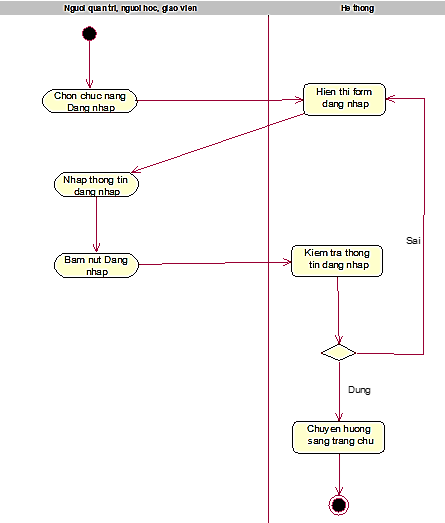 Nguoi quan tri, nguoi hoc, giao vien
He thong
Chon chuc nang
Dang nhap
Hien thi form
dang nhap
Nhap thong tin
dang nhap
Bam nut Dang
nhap
Kiem tra thong
tin dang nhap
Sai
Dung
Chuyen huong
sang trang chu